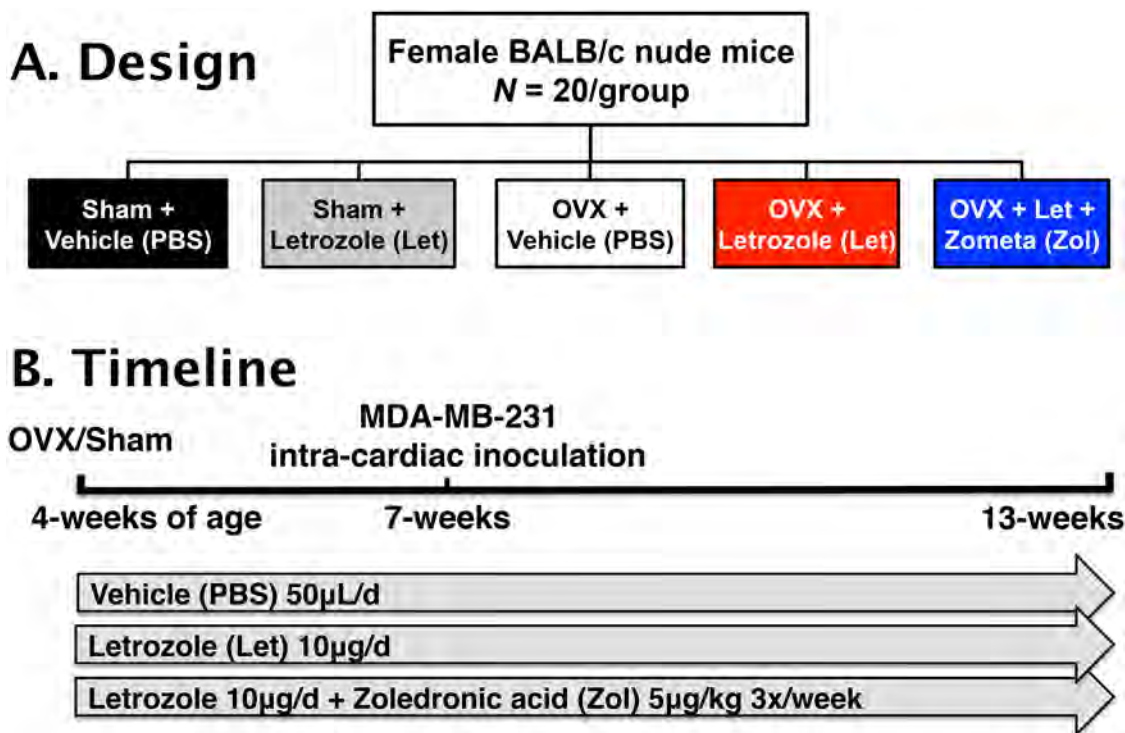 A. Design
Female BALB/c nude mice
N = 20/group
Sham +
Vehicle (PBS)
Sham +
Letrozole (Let)
OVX +
Vehicle (PBS)
OVX +
Letrozole (Let)
OVX + Let +
Zometa (Zol)
B. Timeline
OVX/Sham
MDA-MB-231
intra-cardiac inoculation
4-weeks of age
7-weeks
13-weeks
Vehicle (PBS) 50μL/d
Letrozole (Let) 10μg/d
Letrozole 10μg/d + Zoledronic acid (Zol) 5μg/kg 3x/week